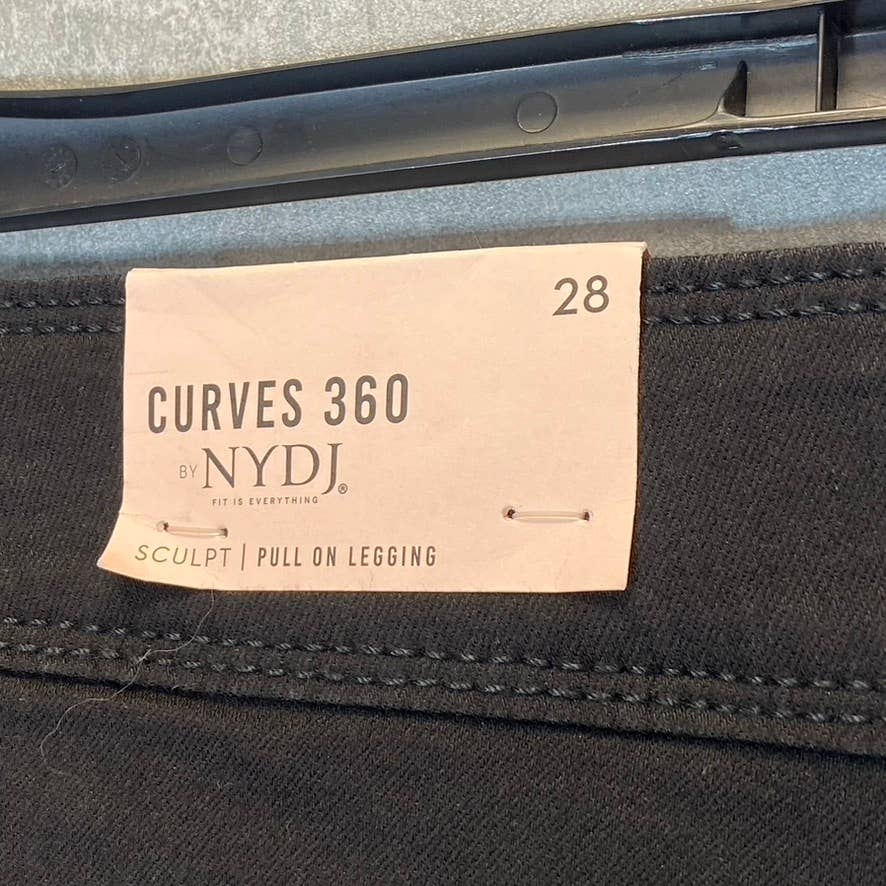 28
CURVES 360
BY NYDJ®
FIT IS EVERYTHING
SCULPT | PULL ON LEGGING